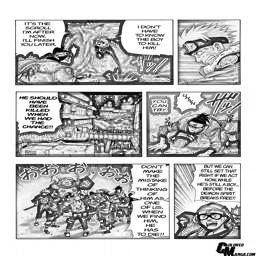 IT'S THE
SCROLL
I'M AFTER
NOW.
I'LL FINISH
YOU LATER.
I DON'T
HAVE TO
KNOW
THE BOY
TO KILL
HIM!
HE SHOULD
HAVE
BEEN
KILLED
WHEN WE
HAD THE
CHANCE!!
YOU
CAN
TRY!
DON'T
MAKE
THE
MISTAKE
OF
THINKING
OF
HIM AS
ONE
OF US,
WHEN
WE FIND
HIM,
HE
HAS
TO DIE!!
BUT WE CAN
STILL SET THAT
RIGHT IF WE ACT
NOW, WHILE
HE'S STILL A BOY,
BEFORE THE
DEMON SPIRIT
BREAKS FREE!!
COLORED
MANGA.COM